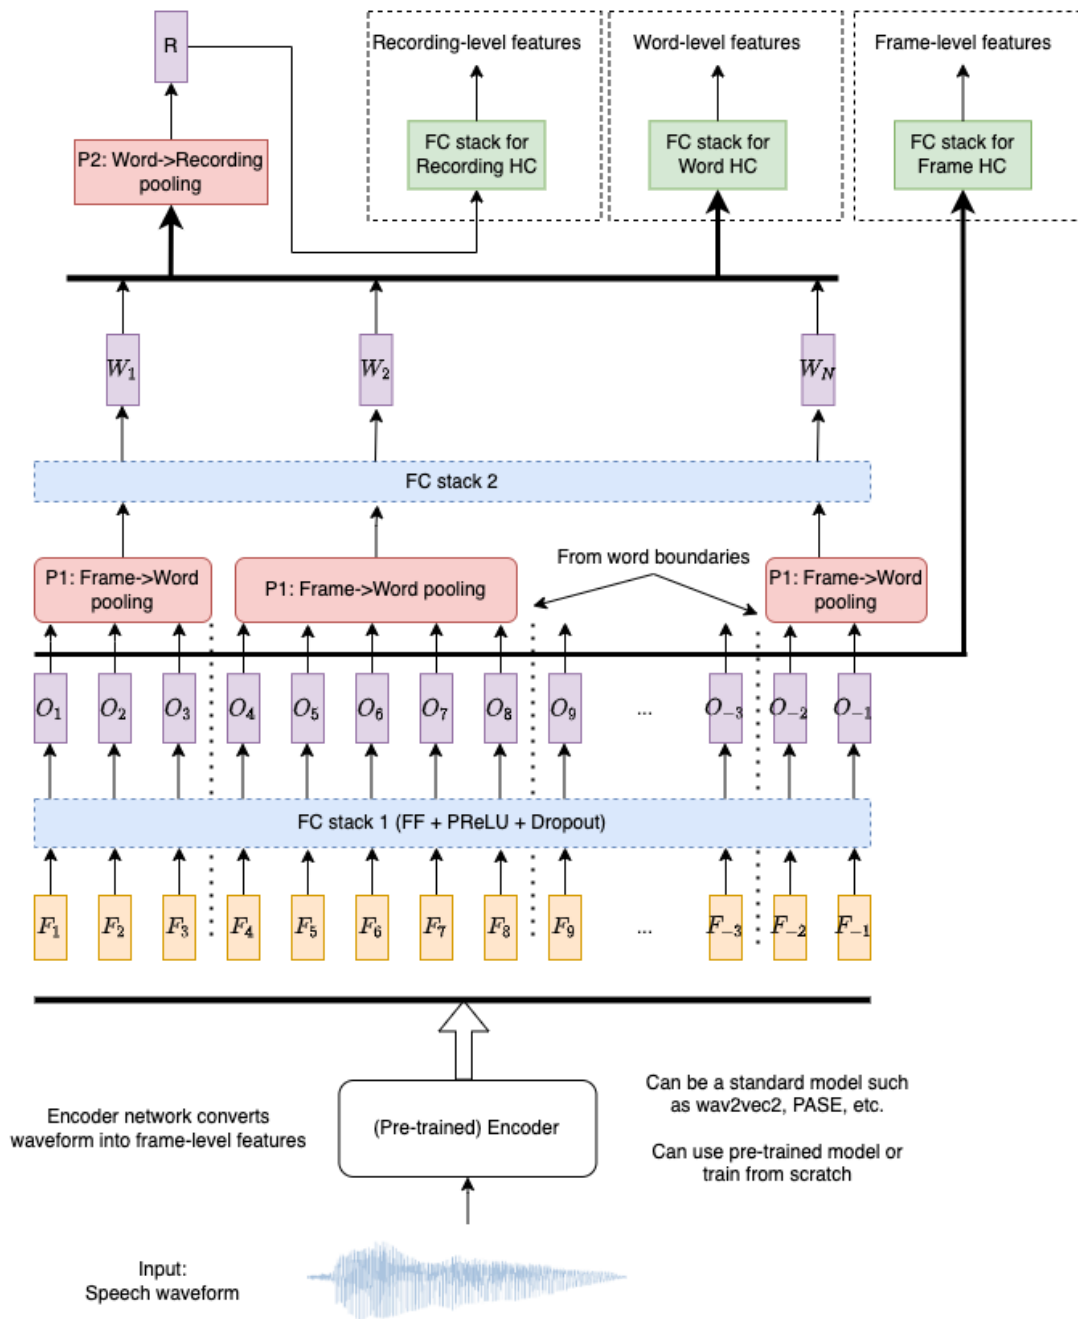 R
Recording-level features
Word-level features
Frame-level features
P2: Word->Recording
pooling
FC stack for
Recording HC
FC stack for
Word HC
FC stack for
Frame HC
W₁
W₂
W_N
FC stack 2
From word boundaries
P1: Frame->Word
pooling
P1: Frame->Word pooling
P1: Frame->Word
pooling
O₁ O₂ O₃ O₄ O₅ O₆ O₇ O₈ O₉ ... O₋₃ O₋₂ O₋₁
FC stack 1 (FF + PReLU + Dropout)
F₁ F₂ F₃ F₄ F₅ F₆ F₇ F₈ F₉ ... F₋₃ F₋₂ F₋₁
Encoder network converts
waveform into frame-level features
(Pre-trained) Encoder
Can be a standard model such
as wav2vec2, PASE, etc.
Can use pre-trained model or
train from scratch
Input:
Speech waveform